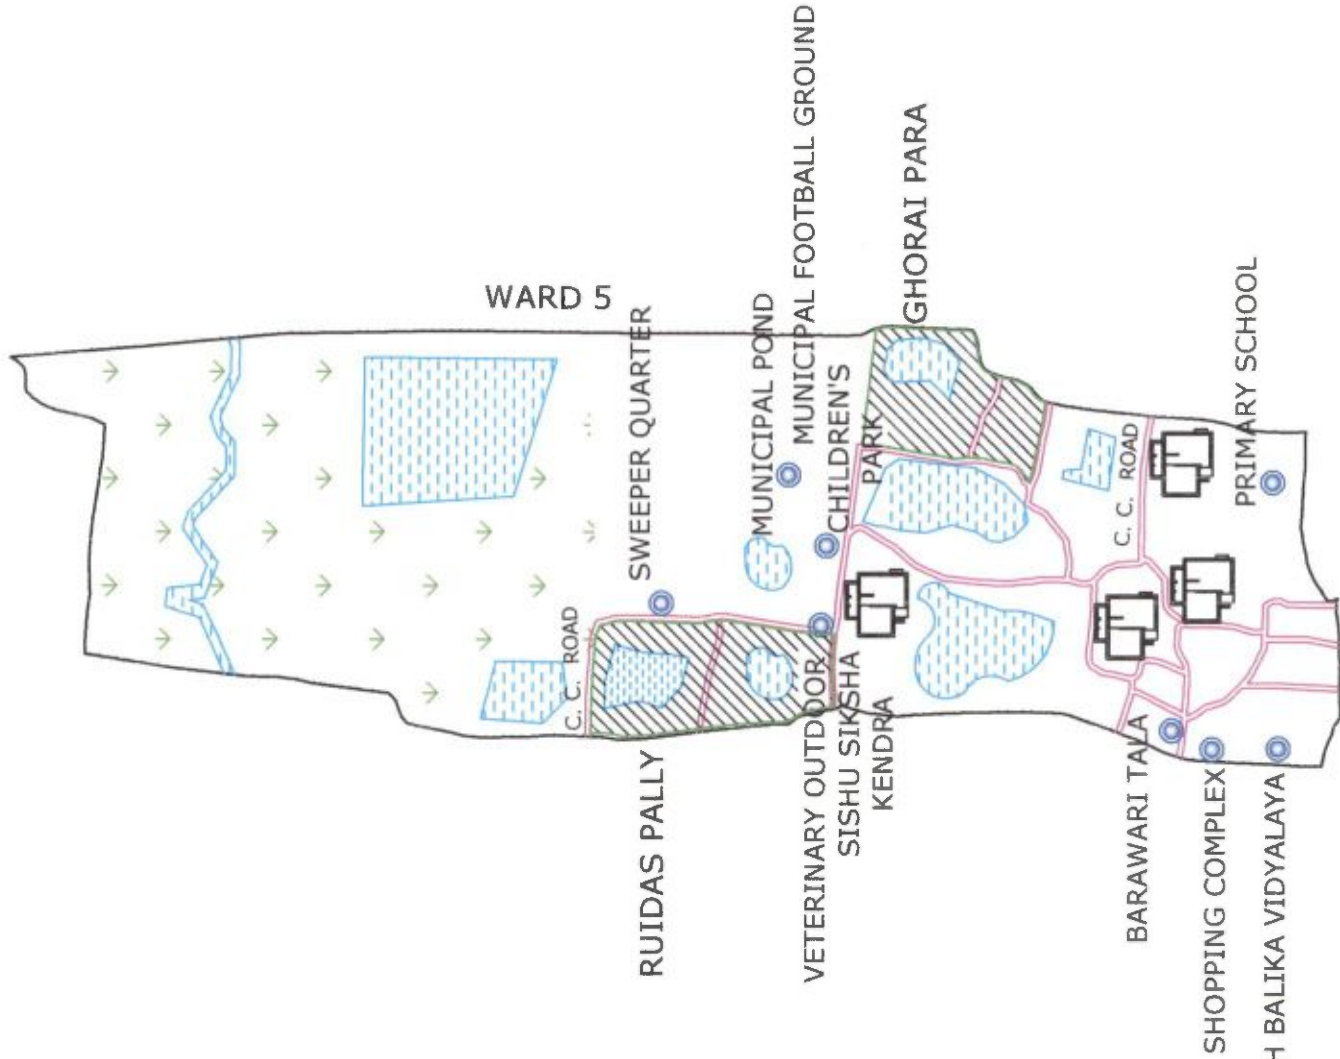 WARD 5
SWEEPER QUARTER
MUNICIPAL POND
MUNICIPAL FOOTBALL GROUND
CHILDREN'S
PARK
GHORAI PARA
C. C. ROAD
PRIMARY SCHOOL
C. C. ROAD
RUIDAS PALLY
VETERINARY OUTDOOR
SISHU SIKSHA
KENDRA
BARAWARI TALA
SHOPPING COMPLEX
H BALIKA VIDYALAYA